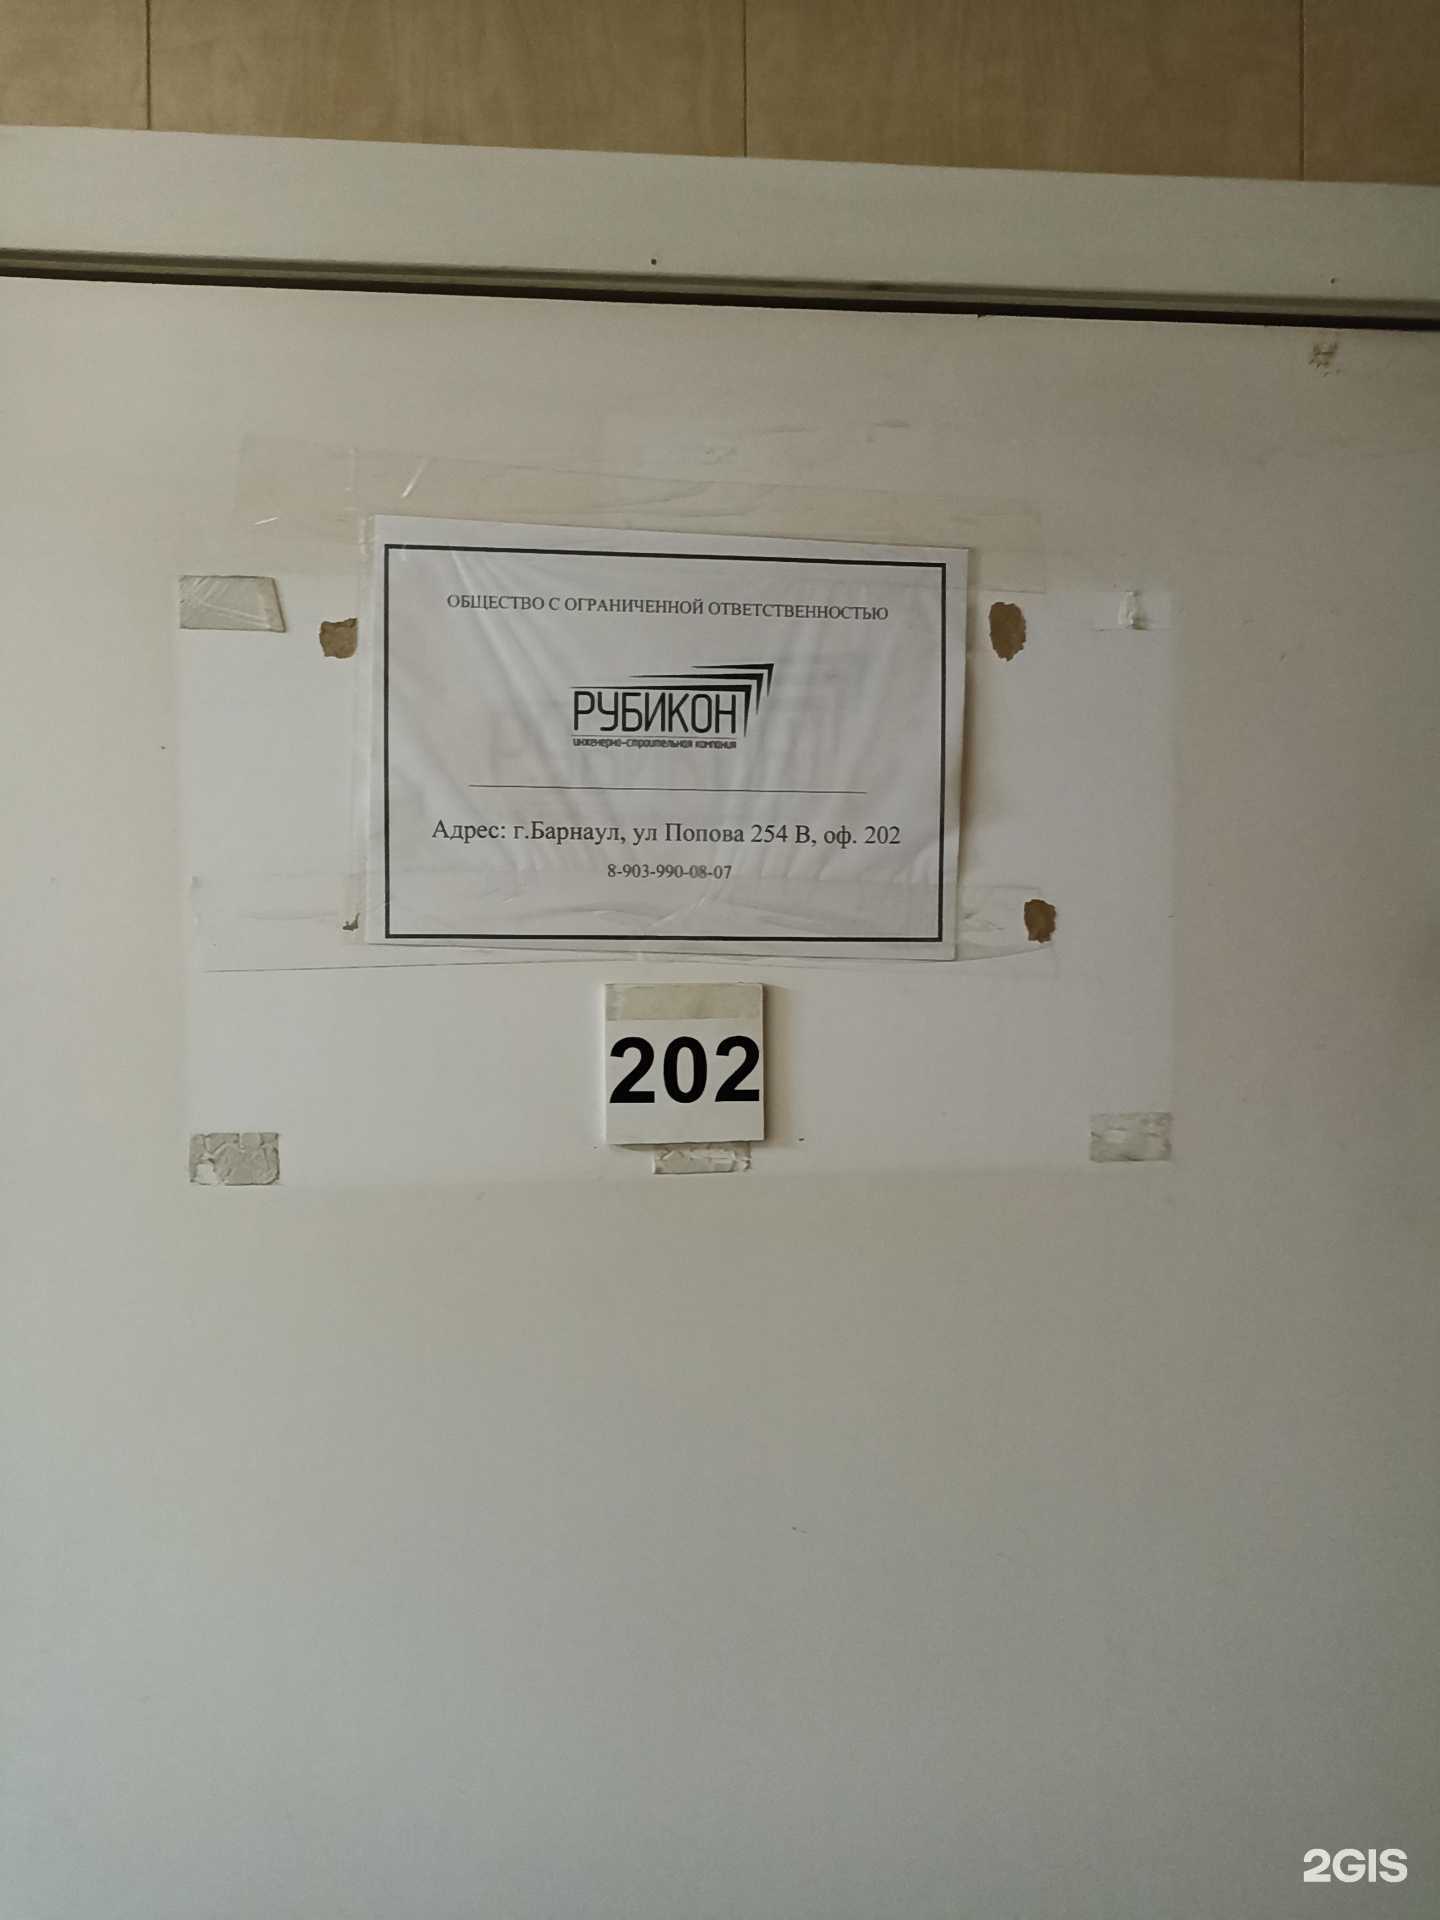 ОБЩЕСТВО С ОГРАНИЧЕННОЙ ОТВЕТСТВЕННОСТЬЮ
РУБИКОН
инженерно-строительная компания
Адрес: г.Барнаул, ул Попова 254 В, оф. 202
8-903-990-08-07
202
2GIS